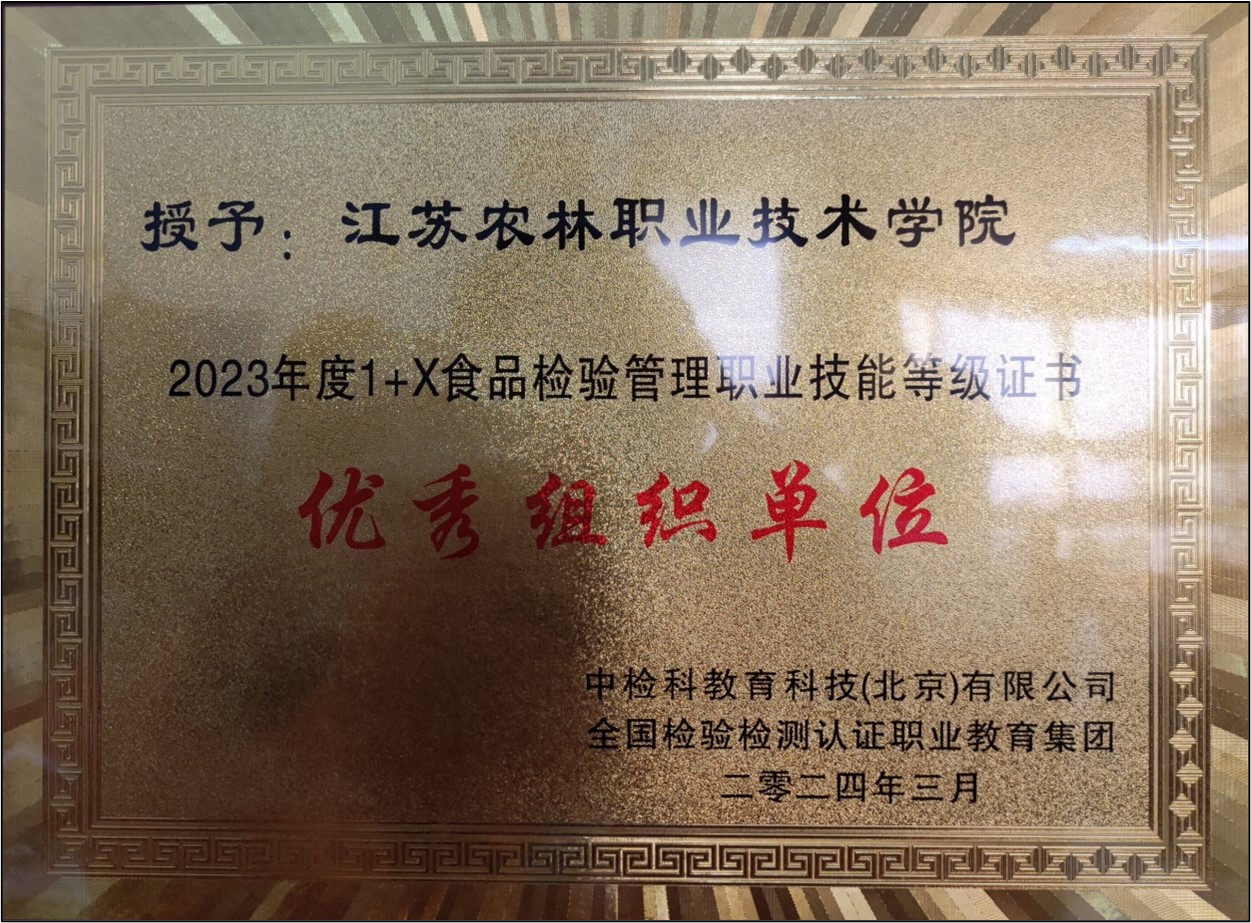 授予：江苏农林职业技术学院
2023年度1+X食品检验管理职业技能等级证书
优秀组织单位
中检科教育科技(北京)有限公司
全国检验检测认证职业教育集团
二零二四年三月